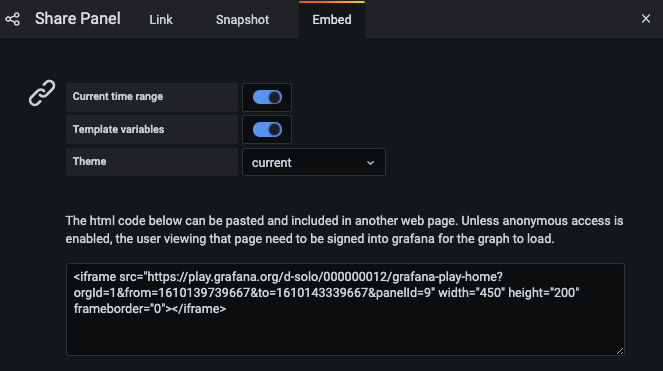 Share Panel Link Snapshot Embed
Current time range
Template variables
Theme current
The html code below can be pasted and included in another web page. Unless anonymous access is
enabled, the user viewing that page need to be signed into grafana for the graph to load.
<iframe src="https://play.grafana.org/d-solo/000000012/grafana-play-home?
orgId=1&from=1610139739667&to=1610143339667&panelId=9" width="450" height="200"
frameborder="0"></iframe>